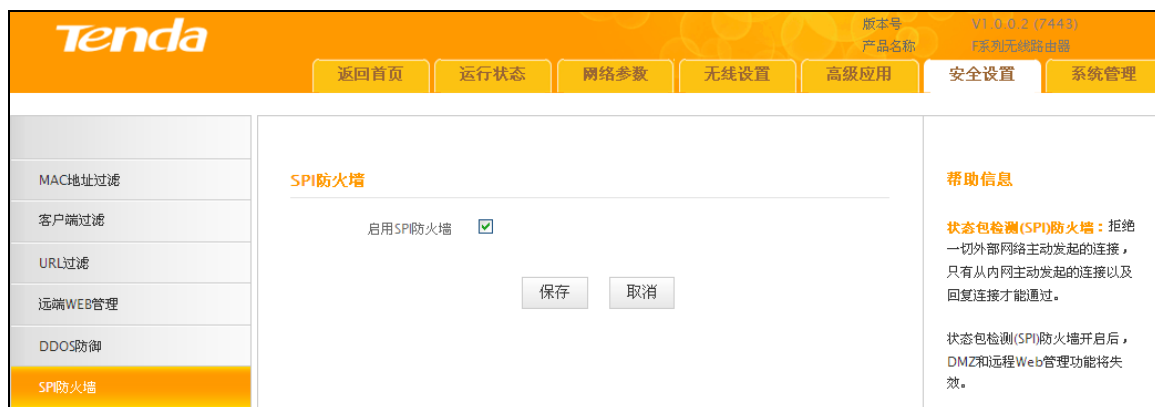 Tenda
版本号 V1.0.0.2 (7443)
产品名称 F系列无线路由器
返回首页 运行状态 网络参数 无线设置 高级应用 安全设置 系统管理
MAC地址过滤
客户端过滤
URL过滤
远端WEB管理
DDOS防御
SPI防火墙
SPI防火墙
启用SPI防火墙
保存 取消
帮助信息
状态包检测(SPI)防火墙：拒绝
一切外部网络主动发起的连接，
只有从内网主动发起的连接以及
回复连接才能通过。
状态包检测(SPI)防火墙开启后，
DMZ和远程Web管理功能将失
效。